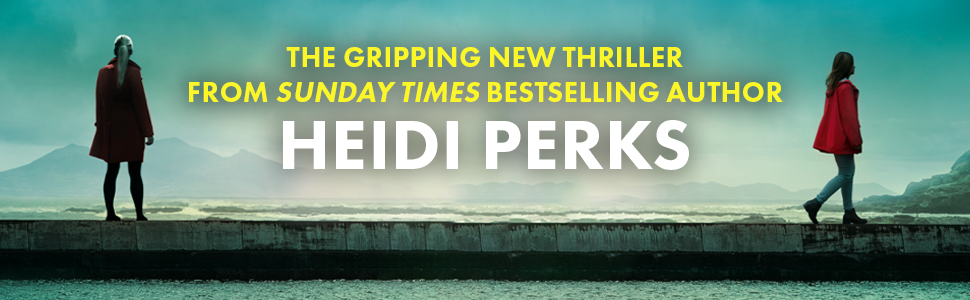 THE GRIPPING NEW THRILLER
FROM SUNDAY TIMES BESTSELLING AUTHOR
HEIDI PERKS